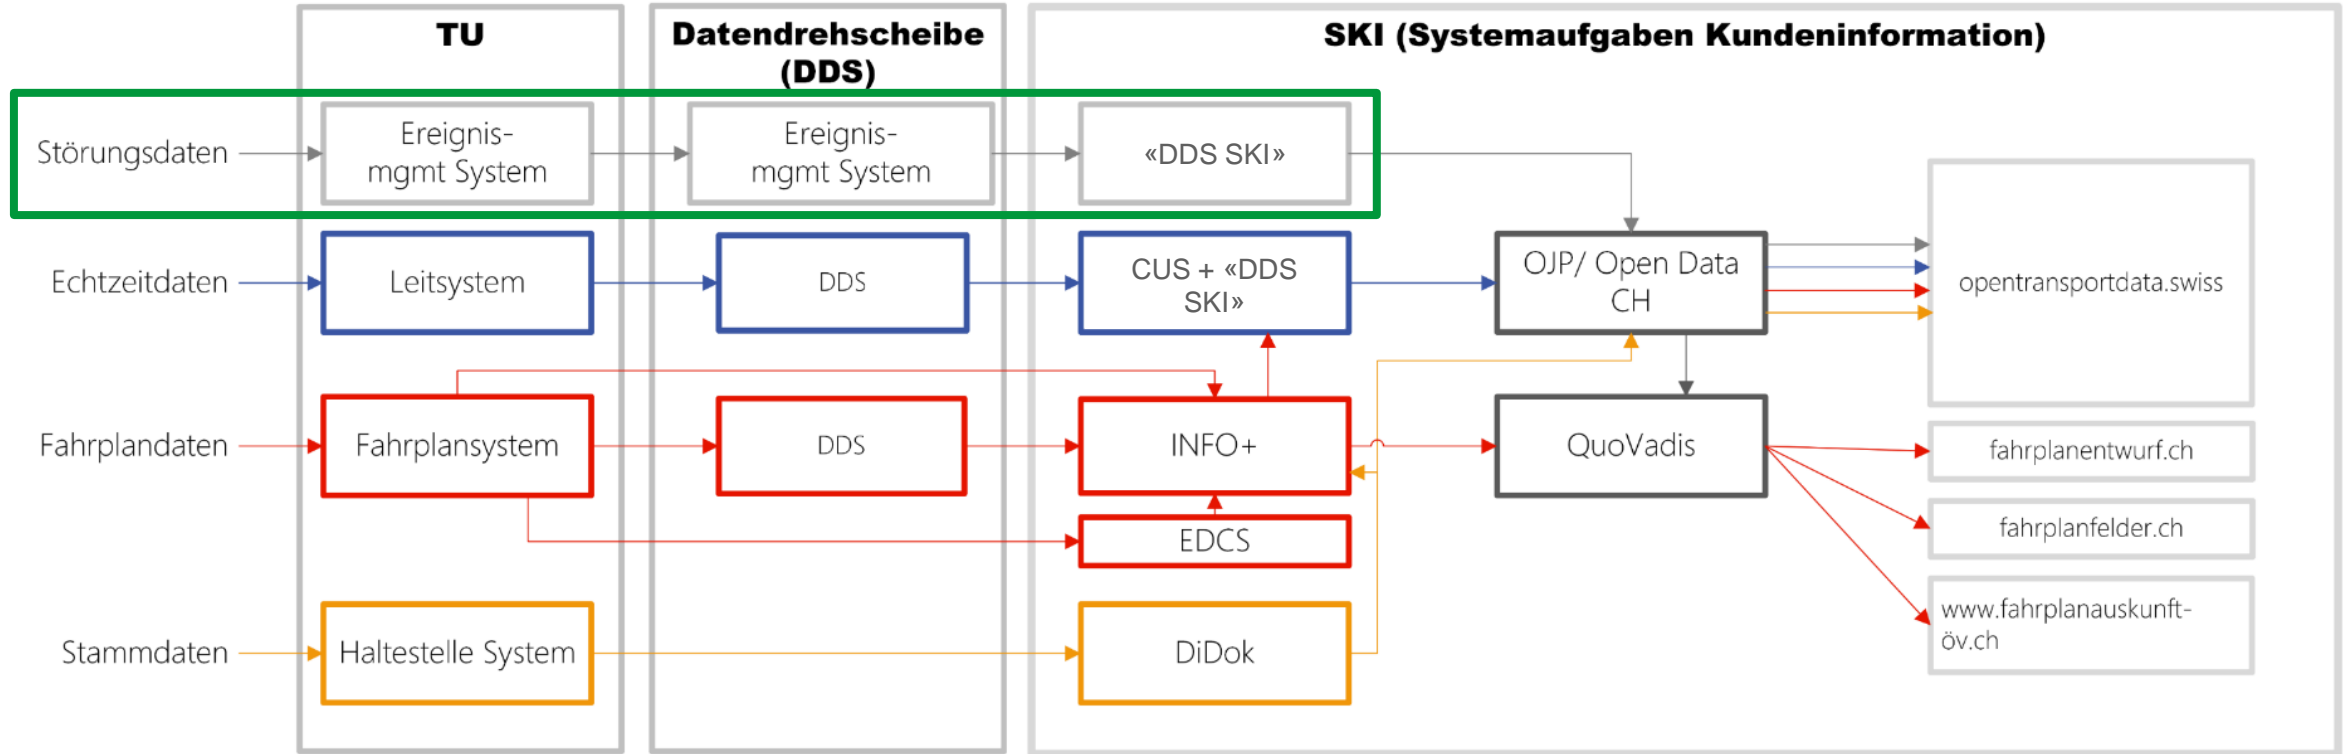 TU
Datendrehscheibe
(DDS)
SKI (Systemaufgaben Kundeninformation)
Störungsdaten
Ereignis-
mgmt System
Ereignis-
mgmt System
«DDS SKI»
Echtzeitdaten
Leitsystem
DDS
CUS + «DDS
SKI»
OJP/ Open Data
CH
opentransportdata.swiss
Fahrplandaten
Fahrplansystem
DDS
INFO+
QuoVadis
fahrplanentwurf.ch
fahrplanfelder.ch
EDCS
www.fahrplanauskunft-
öv.ch
Stammdaten
Haltestelle System
DiDok